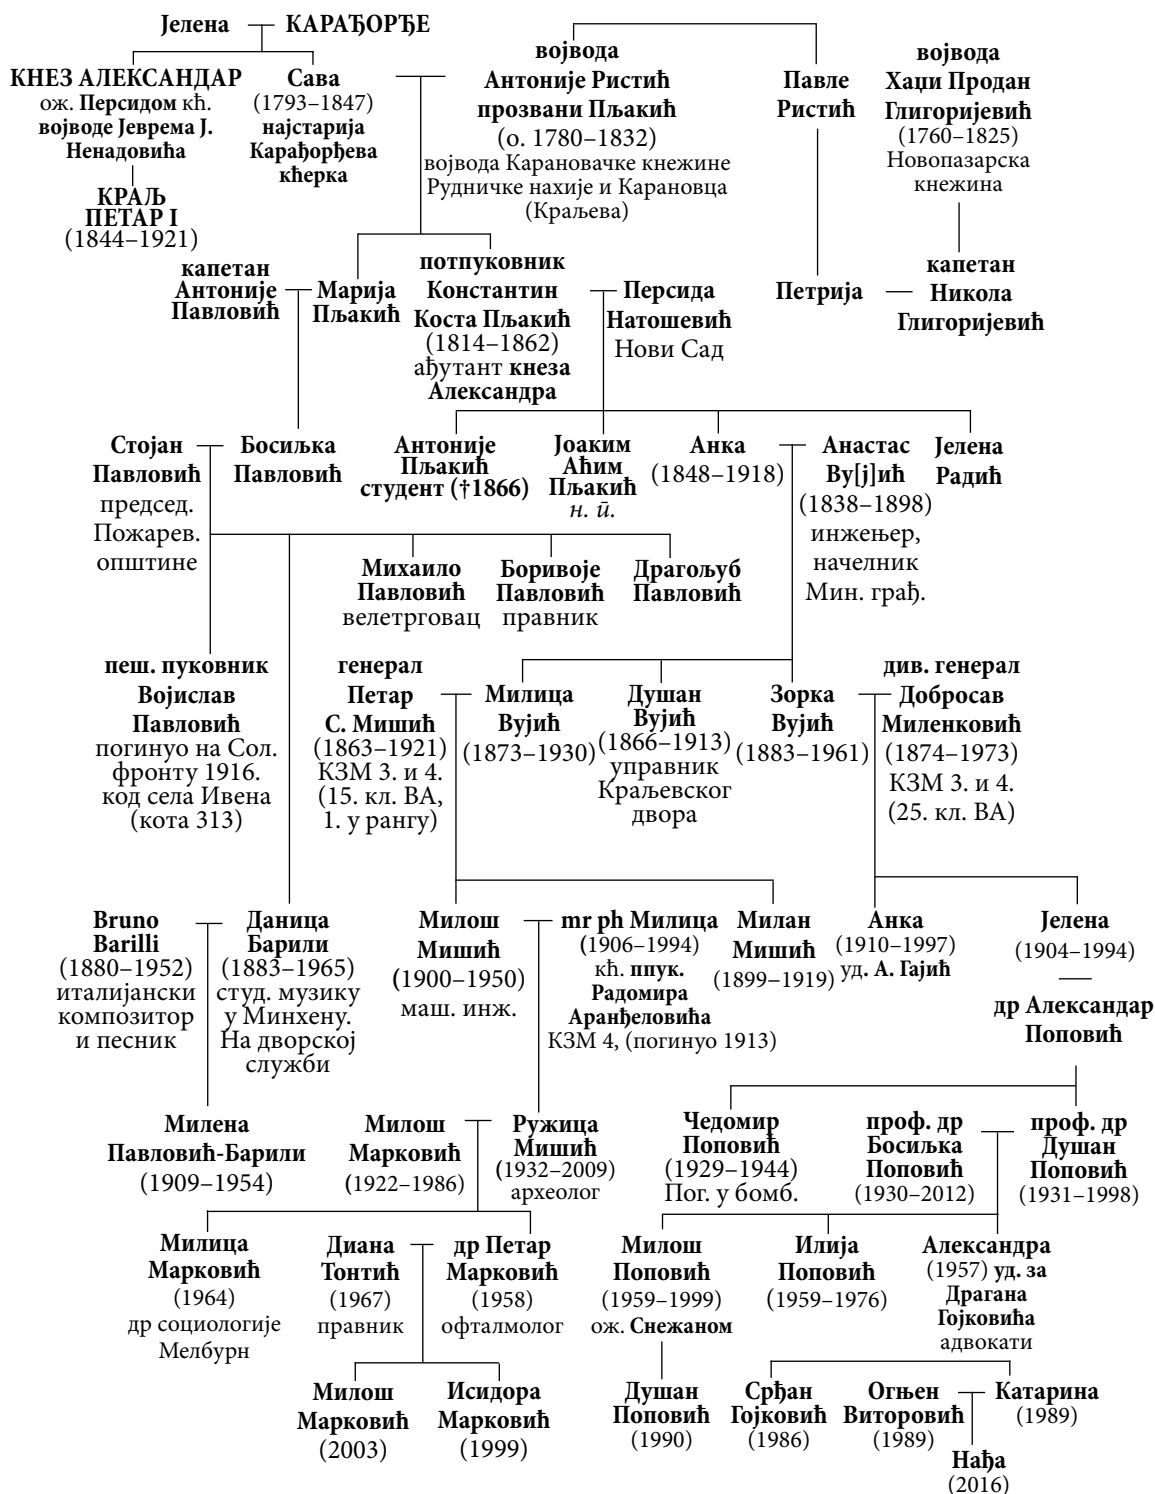 Јелена
КАРАЂОРЂЕ
КНЕЗ АЛЕКСАНДАР
ож. Персидом кћ.
војводе Јеврема Ј.
Ненадовића
Сава
(1793–1847)
најстарија
Карађорђева
кћерка
војвода
Антоније Ристић
прозвани Пљакић
(о. 1780–1832)
војвода Карановачке кнежине
Рудничке нахије и Карановца
(Краљева)
Павле
Ристић
војвода
Хаџи Продан
Глигоријевић
(1760–1825)
Новопазарска
кнежина
КРАЉ
ПЕТАР I
(1844–1921)
капетан
Антоније
Павловић
Марија
Пљакић
потпуковник
Константин
Коста Пљакић
(1814–1862)
ађутант кнеза
Александра
Персида
Натошевић
Нови Сад
Петрија
капетан
Никола
Глигоријевић
Стојан
Павловић
председ.
Пожарев.
општине
Босиљка
Павловић
Антоније
Пљакић
студент (†1866)
Јоаким
Аћим
Пљакић
н. п̄.
Анка
(1848–1918)
Анастас
Ву[ј]ић
(1838–1898)
инжењер,
начелник
Мин. грађ.
Јелена
Радић
Михаило
Павловић
велетрговац
Боривоје
Павловић
правник
Драгољуб
Павловић
пеш. пуковник
Војислав
Павловић
погинуо на Сол.
фронту 1916.
код села Ивена
(кота 313)
генерал
Петар
С. Мишић
(1863–1921)
КЗМ 3. и 4.
(15. кл. ВА,
1. у рангу)
Милица
Вујић
(1873–1930)
Душан
Вујић
(1866–1913)
управник
Краљевског
двора
Зорка
Вујић
(1883–1961)
див. генерал
Добросав
Миленковић
(1874–1973)
КЗМ 3. и 4.
(25. кл. ВА)
Bruno
Barilli
(1880–1952)
италијански
композитор
и песник
Даница
Барили
(1883–1965)
студ. музику
у Минхену.
На дворској
служби
Милош
Мишић
(1900–1950)
маш. инж.
mr ph Милица
(1906–1994)
кћ. ппук.
Радомира
Аранђеловића
КЗМ 4, (погинуо 1913)
Милан
Мишић
(1899–1919)
Анка
(1910–1997)
уд. А. Гајић
Јелена
(1904–1994)
др Александар
Поповић
Милена
Павловић-Барили
(1909–1954)
Милош
Марковић
(1922–1986)
Ружица
Мишић
(1932–2009)
археолог
Чедомир
Поповић
(1929–1944)
Пог. у бомб.
проф. др
Босиљка
Поповић
(1930–2012)
проф. др
Душан
Поповић
(1931–1998)
Милица
Марковић
(1964)
др социологије
Мелбурн
Диана
Тонтић
(1967)
правник
др Петар
Марковић
(1958)
офталмолог
Милош
Поповић
(1959–1999)
ож. Снежаном
Илија
Поповић
(1959–1976)
Александра
(1957) уд. за
Драгана
Гојковића
адвокати
Милош
Марковић
(2003)
Исидора
Марковић
(1999)
Душан
Поповић
(1990)
Срђан
Гојковић
(1986)
Огњен
Виторовић
(1989)
Катарина
(1989)
Нађа
(2016)